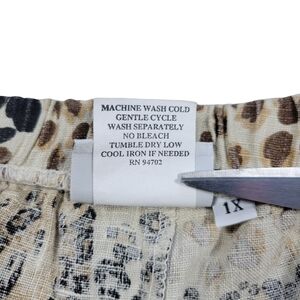 MACHINE WASH COLD
GENTLE CYCLE
WASH SEPARATELY
NO BLEACH
TUMBLE DRY LOW
COOL IRON IF NEEDED
RN 94702
1X